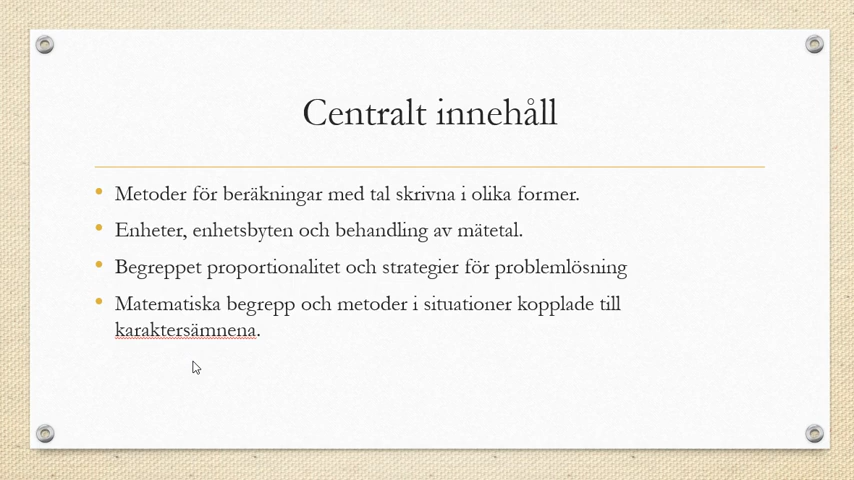 Centralt innehåll
Metoder för beräkningar med tal skrivna i olika former.
Enheter, enhetsbyten och behandling av mätetal.
Begreppet proportionalitet och strategier för problemlösning
Matematiska begrepp och metoder i situationer kopplade till
karaktersämnena.